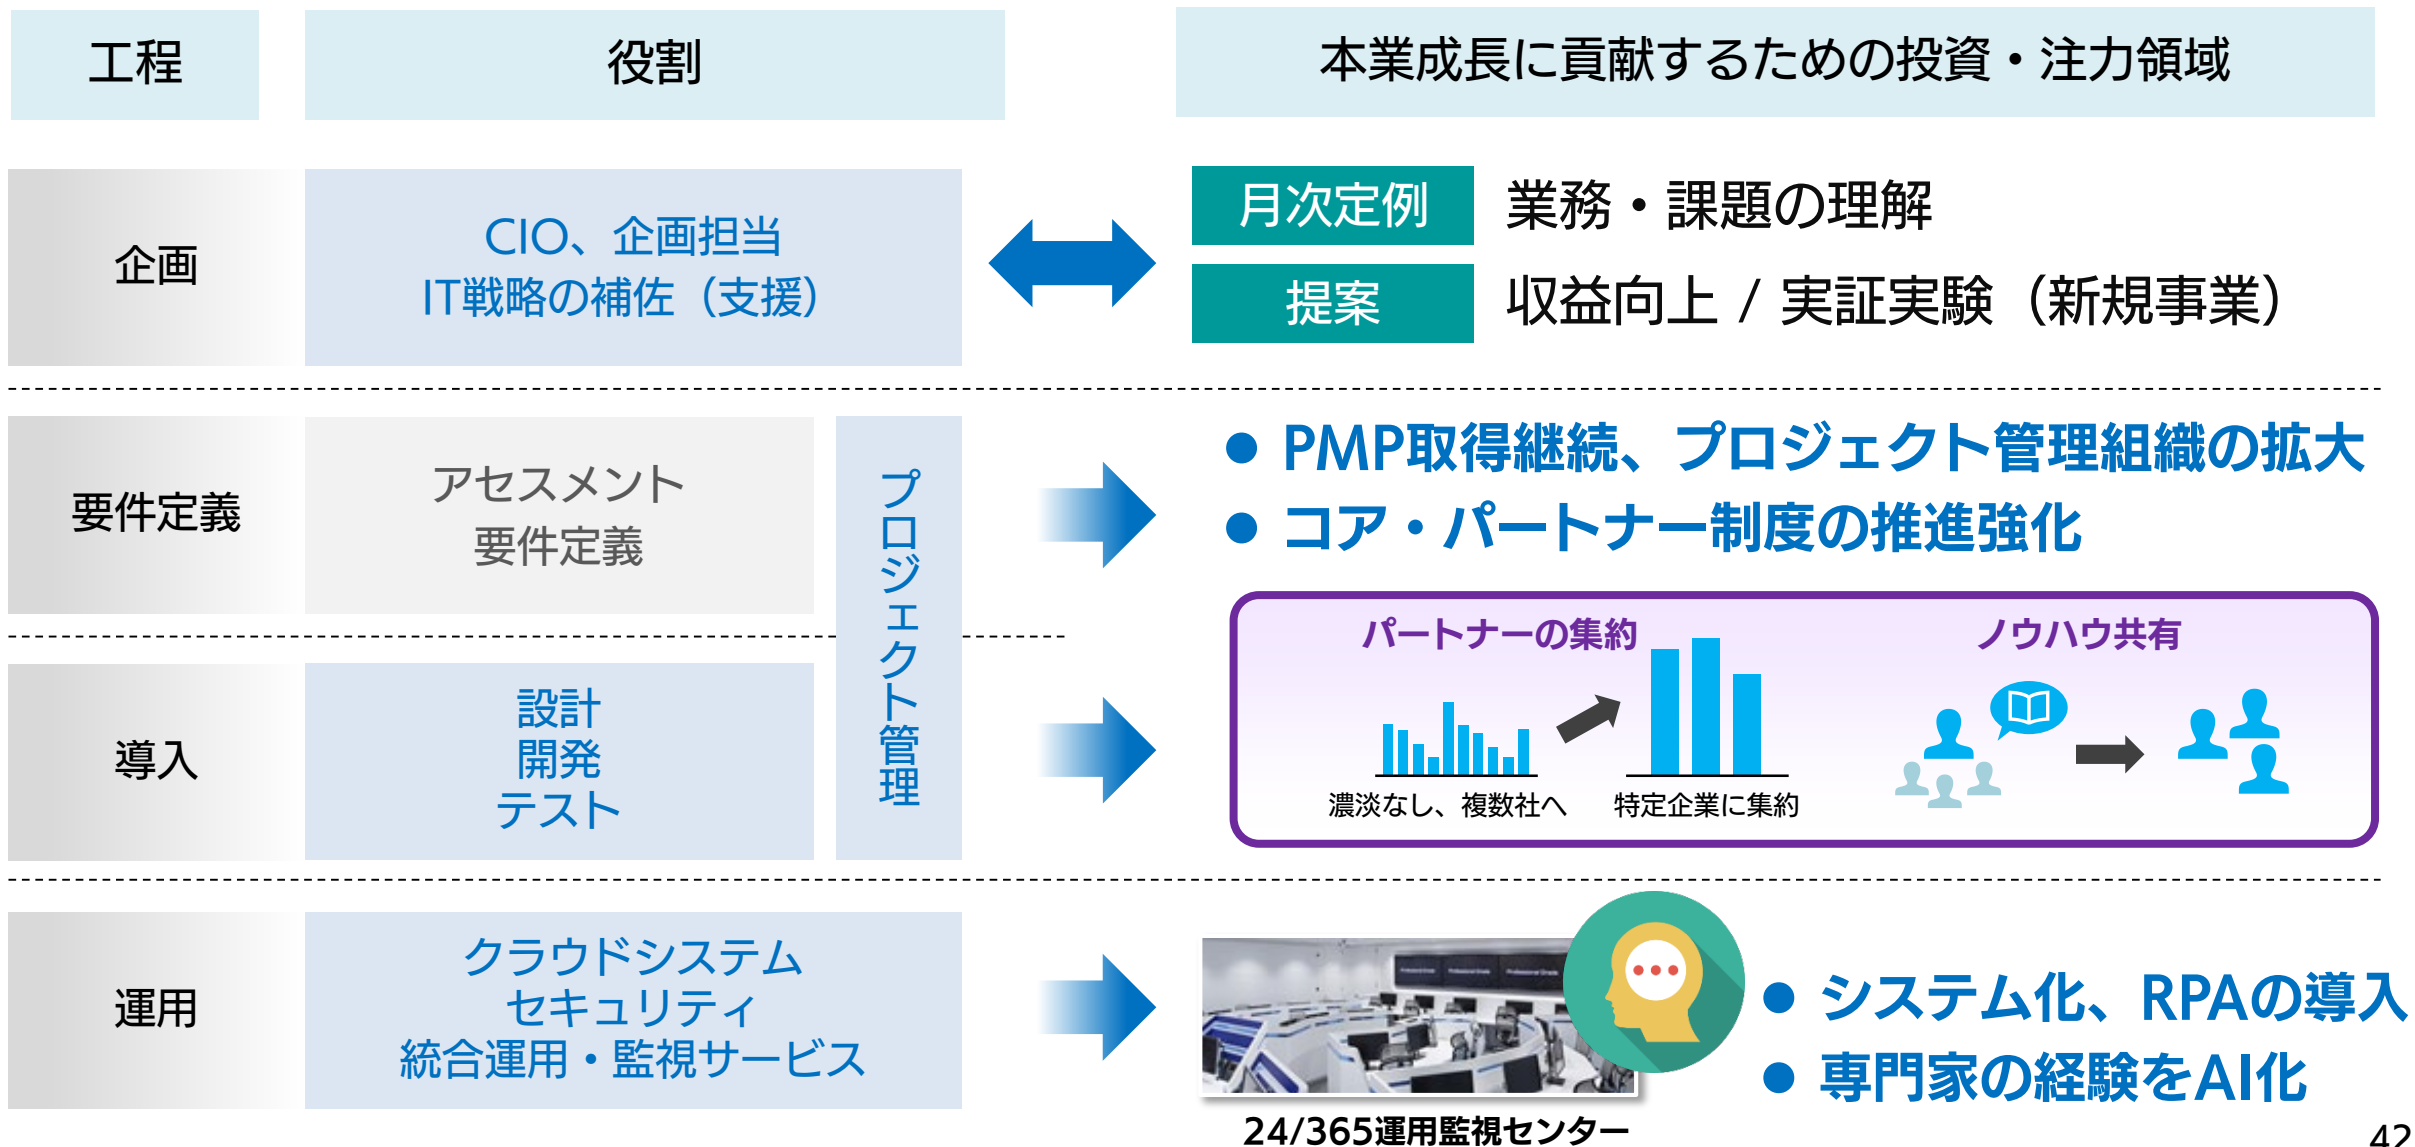 工程
役割
本業成長に貢献するための投資・注力領域
企画
CIO、企画担当
IT戦略の補佐（支援）
月次定例
業務・課題の理解
提案
収益向上 / 実証実験（新規事業）
要件定義
アセスメント
要件定義
プロジェクト管理
● PMP取得継続、プロジェクト管理組織の拡大
● コア・パートナー制度の推進強化
導入
設計
開発
テスト
パートナーの集約
ノウハウ共有
濃淡なし、複数社へ
特定企業に集約
運用
クラウドシステム
セキュリティ
統合運用・監視サービス
● システム化、RPAの導入
● 専門家の経験をAI化
24/365運用監視センター
42